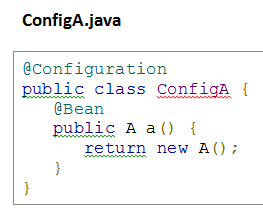 ConfigA.java
@Configuration
public class ConfigA {
    @Bean
    public A a() {
        return new A();
    }
}